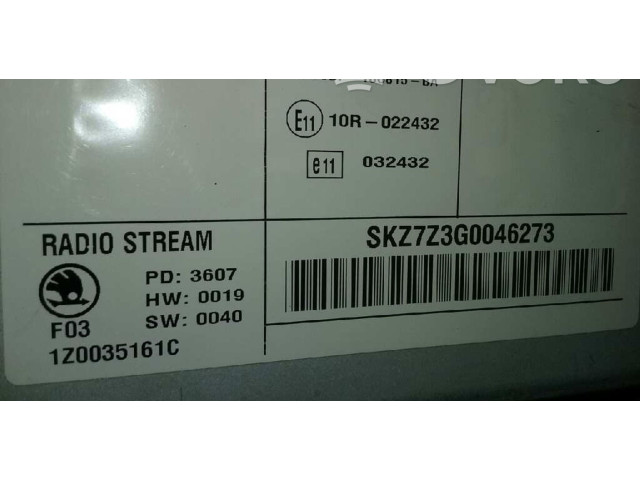 E11 10R-022432
e11 032432
RADIO STREAM
PD: 3607
HW: 0019
F03 SW: 0040
1Z0035161C
SKZ7Z3G0046273